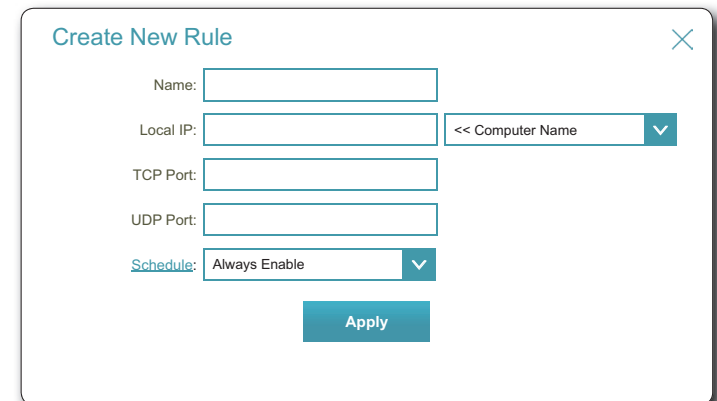 Create New Rule
Name:
Local IP: << Computer Name
TCP Port:
UDP Port:
Schedule: Always Enable
Apply